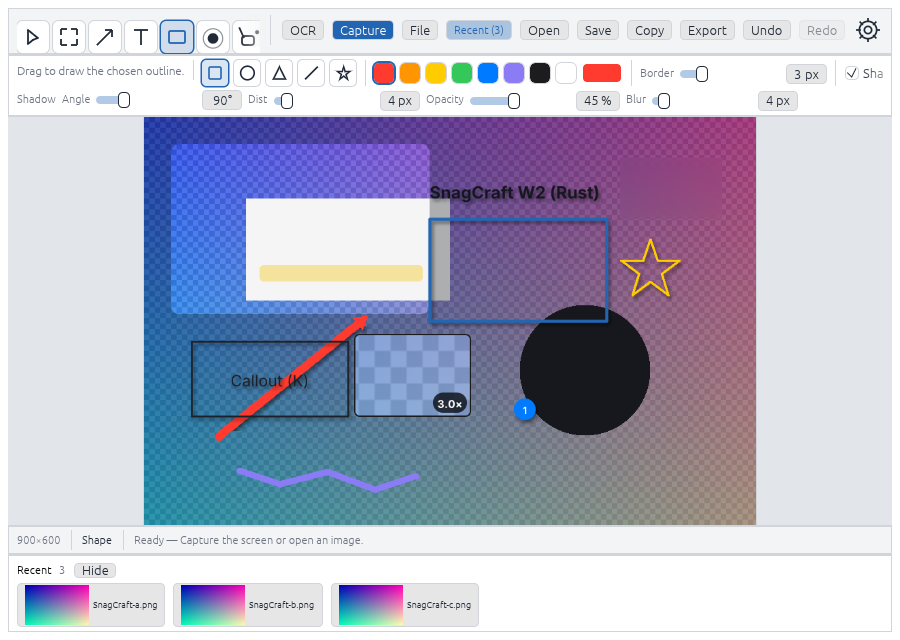 T OCR Capture File Recent (3) Open Save Copy Export Undo Redo
Drag to draw the chosen outline. Border 3 px Sha
Shadow Angle 90° Dist 4 px Opacity 45 % Blur 4 px
SnagCraft W2 (Rust)
Callout (K)
3.0×
1
900×600 Shape Ready — Capture the screen or open an image.
Recent 3 Hide
SnagCraft-a.png SnagCraft-b.png SnagCraft-c.png